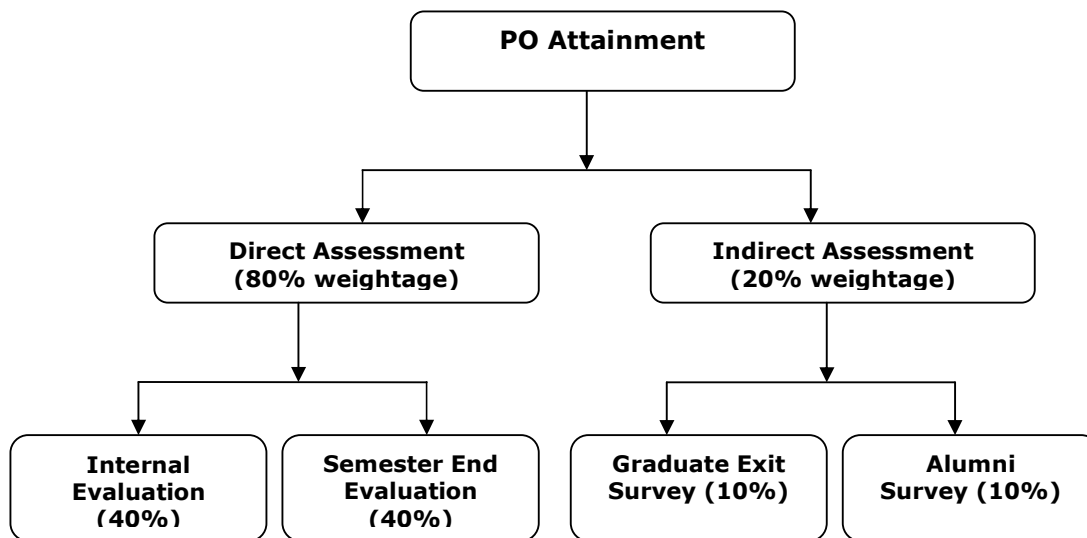 PO Attainment
Direct Assessment
(80% weightage)
Indirect Assessment
(20% weightage)
Internal
Evaluation
(40%)
Semester End
Evaluation
(40%)
Graduate Exit
Survey (10%)
Alumni
Survey (10%)